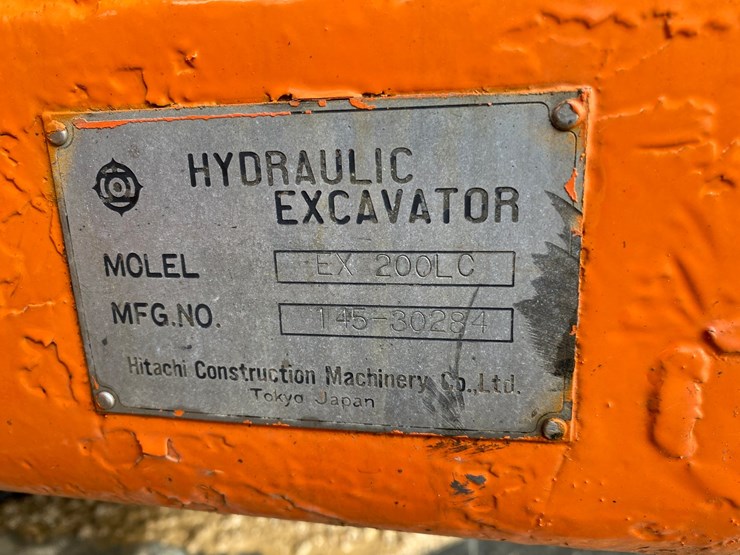 HYDRAULIC
EXCAVATOR
MOLEL EX 200LC
MFG.NO. 145-30284
Hitachi Construction Machinery Co.,Ltd.
Tokyo Japan